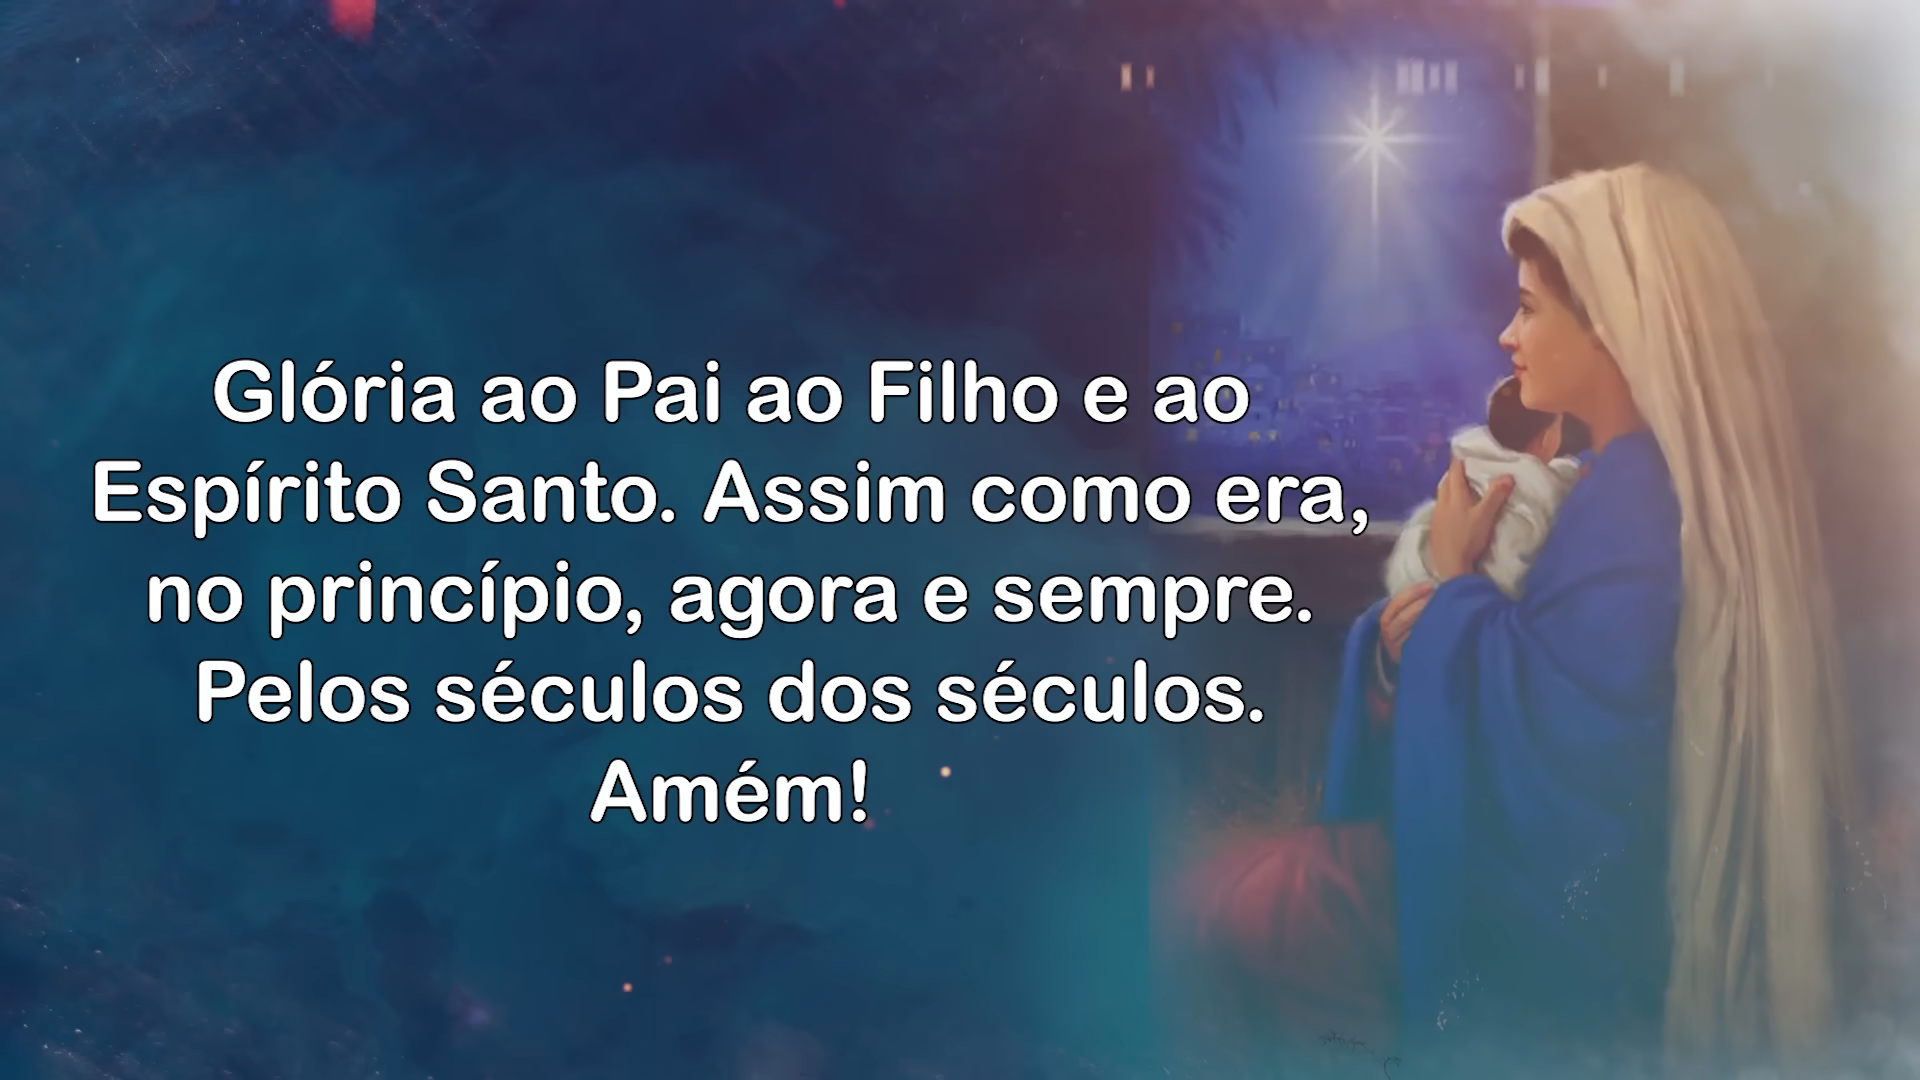 Glória ao Pai ao Filho e ao
Espírito Santo. Assim como era,
no princípio, agora e sempre.
Pelos séculos dos séculos.
Amém!